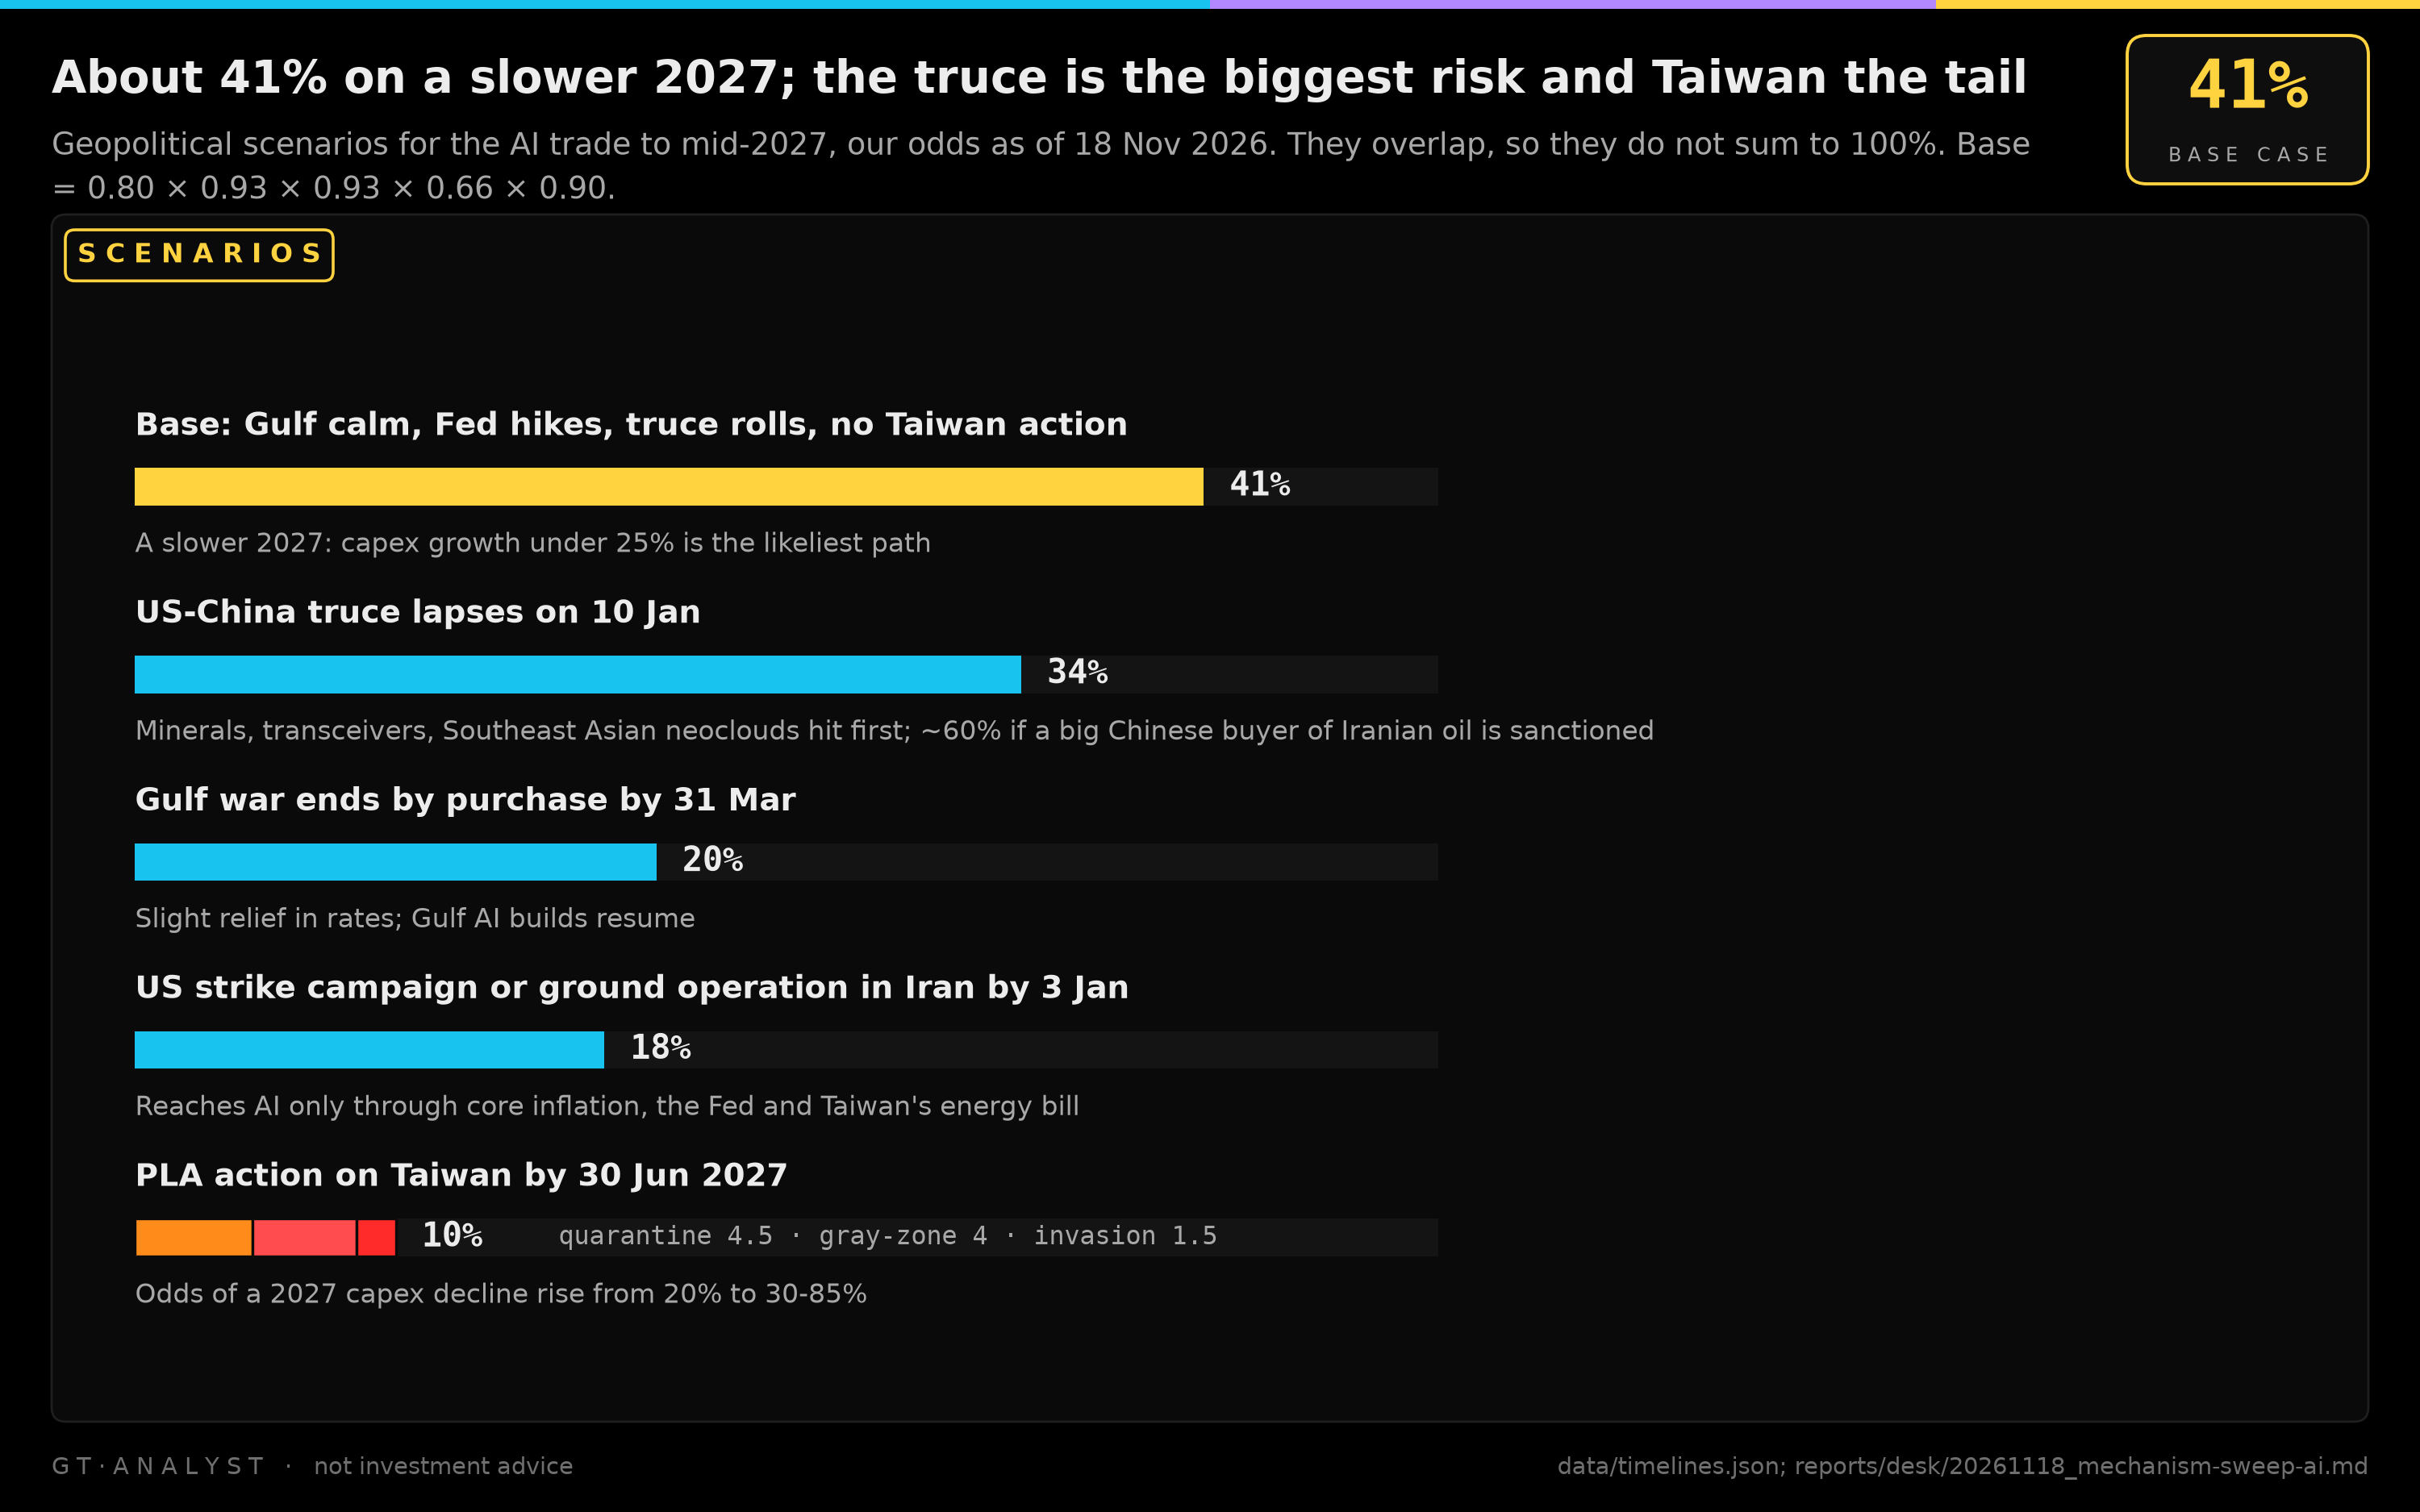 About 41% on a slower 2027; the truce is the biggest risk and Taiwan the tail
41%
BASE CASE
Geopolitical scenarios for the AI trade to mid-2027, our odds as of 18 Nov 2026. They overlap, so they do not sum to 100%. Base
= 0.80 × 0.93 × 0.93 × 0.66 × 0.90.
SCENARIOS
Base: Gulf calm, Fed hikes, truce rolls, no Taiwan action
41%
A slower 2027: capex growth under 25% is the likeliest path
US-China truce lapses on 10 Jan
34%
Minerals, transceivers, Southeast Asian neoclouds hit first; ~60% if a big Chinese buyer of Iranian oil is sanctioned
Gulf war ends by purchase by 31 Mar
20%
Slight relief in rates; Gulf AI builds resume
US strike campaign or ground operation in Iran by 3 Jan
18%
Reaches AI only through core inflation, the Fed and Taiwan's energy bill
PLA action on Taiwan by 30 Jun 2027
10% quarantine 4.5 · gray-zone 4 · invasion 1.5
Odds of a 2027 capex decline rise from 20% to 30-85%
GT·ANALYST · not investment advice
data/timelines.json; reports/desk/20261118_mechanism-sweep-ai.md